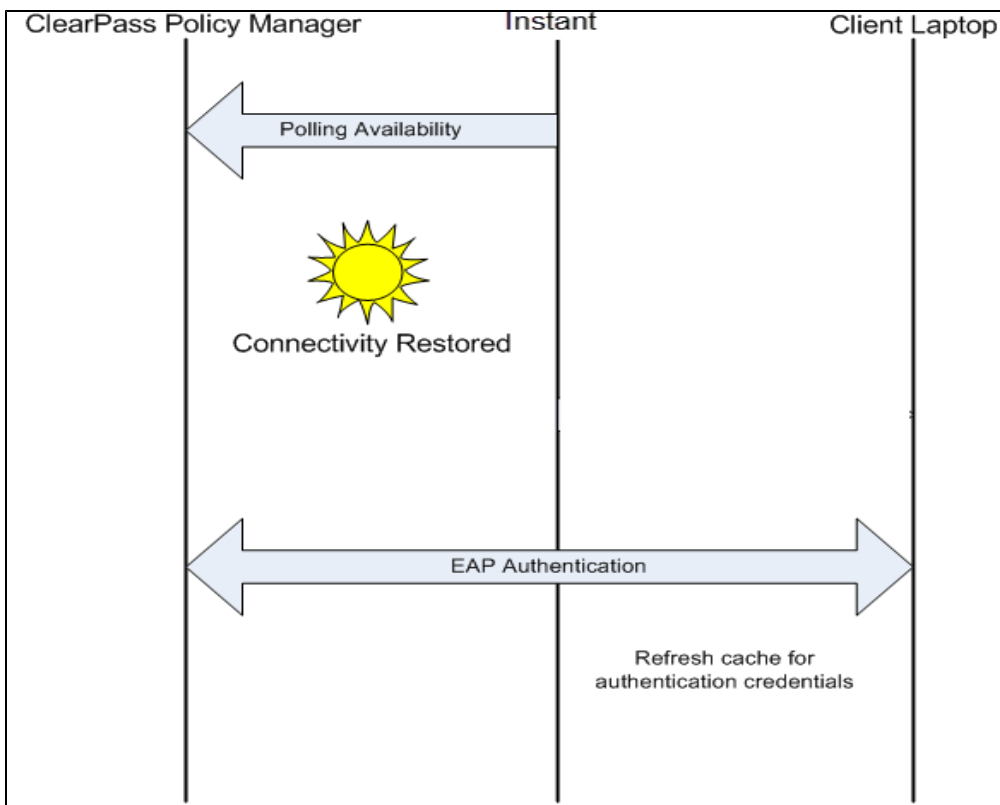 ClearPass Policy Manager
Instant
Client Laptop
Polling Availability
Connectivity Restored
EAP Authentication
Refresh cache for
authentication credentials